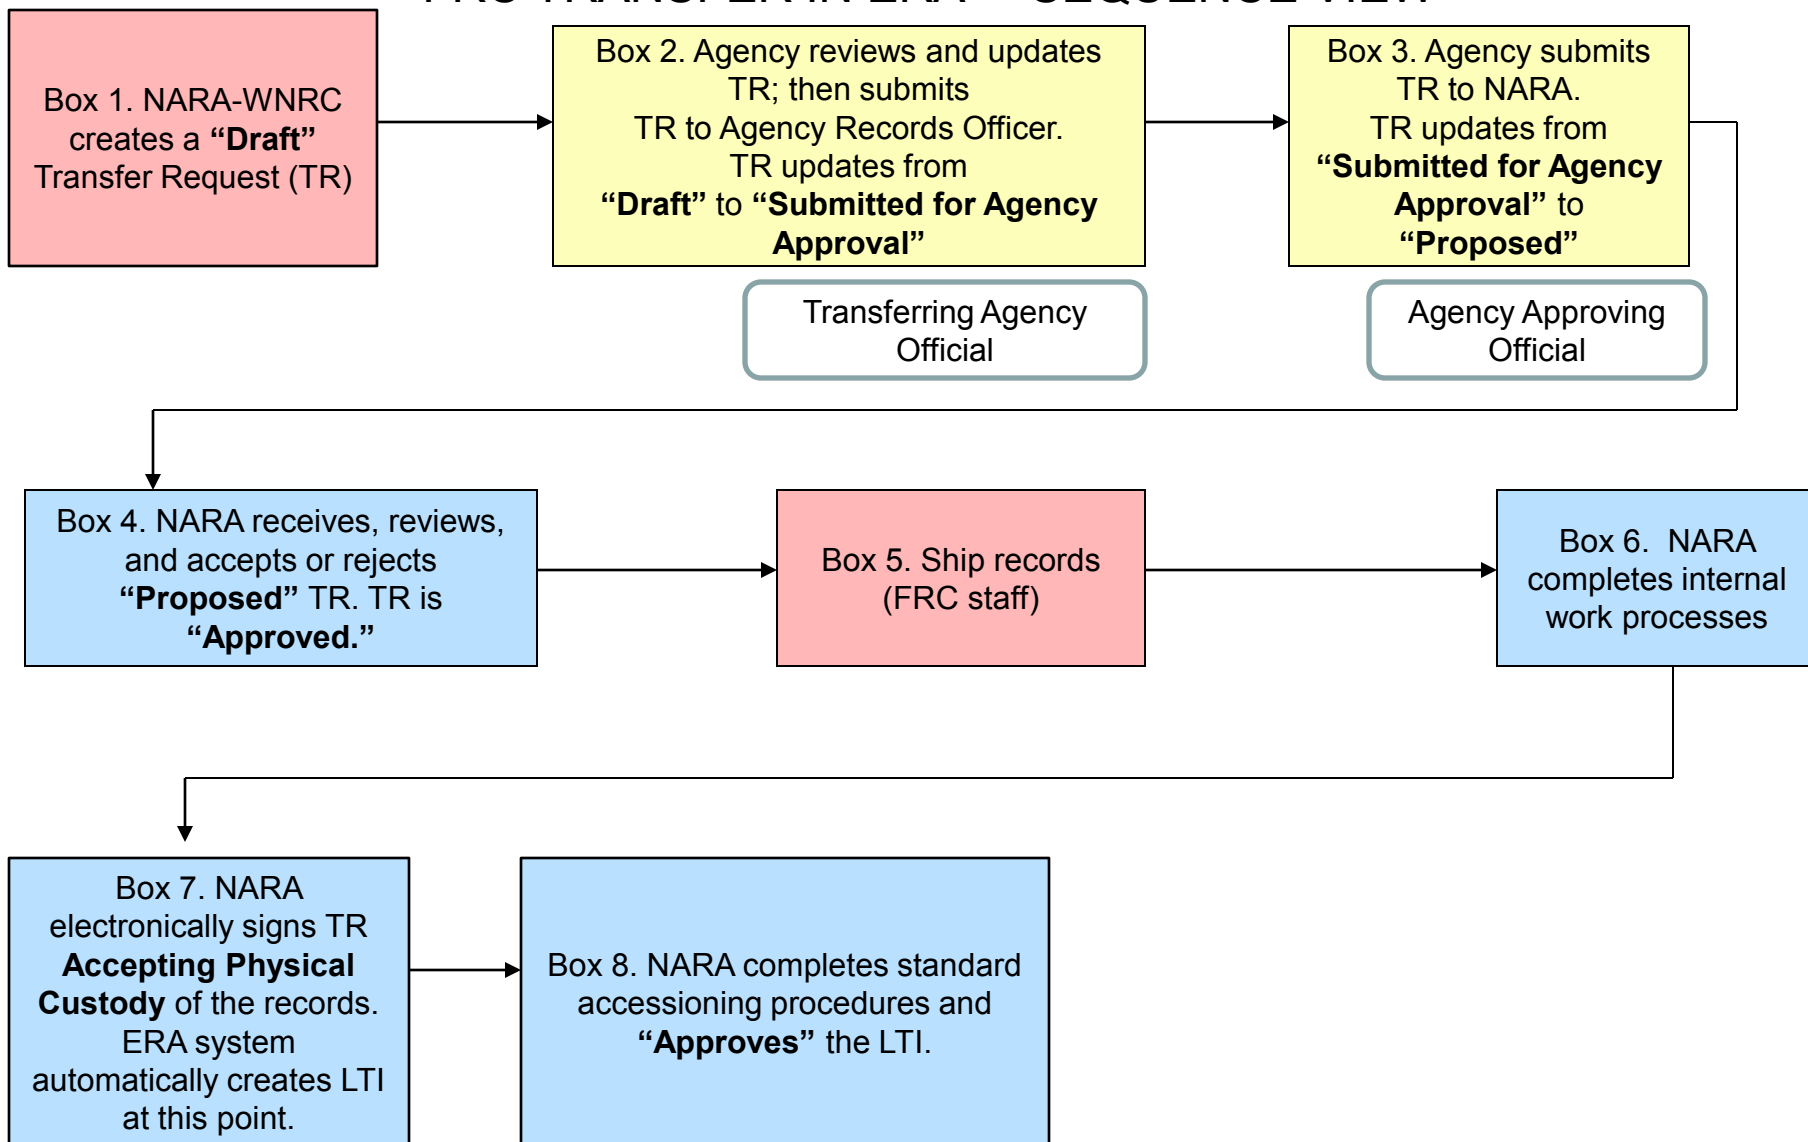 Box 1. NARA-WNRC
creates a “Draft”
Transfer Request (TR)
Box 2. Agency reviews and updates
TR; then submits
TR to Agency Records Officer.
TR updates from
“Draft” to “Submitted for Agency
Approval”
Box 3. Agency submits
TR to NARA.
TR updates from
“Submitted for Agency
Approval” to
“Proposed”
Transferring Agency
Official
Agency Approving
Official
Box 4. NARA receives, reviews,
and accepts or rejects
“Proposed” TR. TR is
“Approved.”
Box 5. Ship records
(FRC staff)
Box 6. NARA
completes internal
work processes
Box 7. NARA
electronically signs TR
Accepting Physical
Custody of the records.
ERA system
automatically creates LTI
at this point.
Box 8. NARA completes standard
accessioning procedures and
“Approves” the LTI.